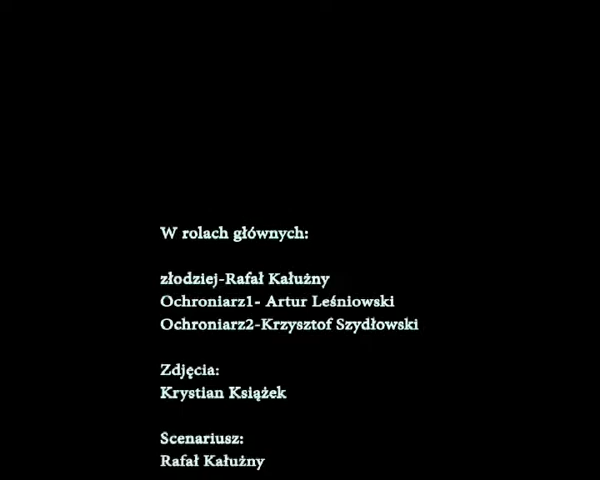 W rolach głównych:
złodziej-Rafał Kałużny
Ochroniarz1- Artur Leśniowski
Ochroniarz2-Krzysztof Szydłowski
Zdjęcia:
Krystian Książek
Scenariusz:
Rafał Kałużny